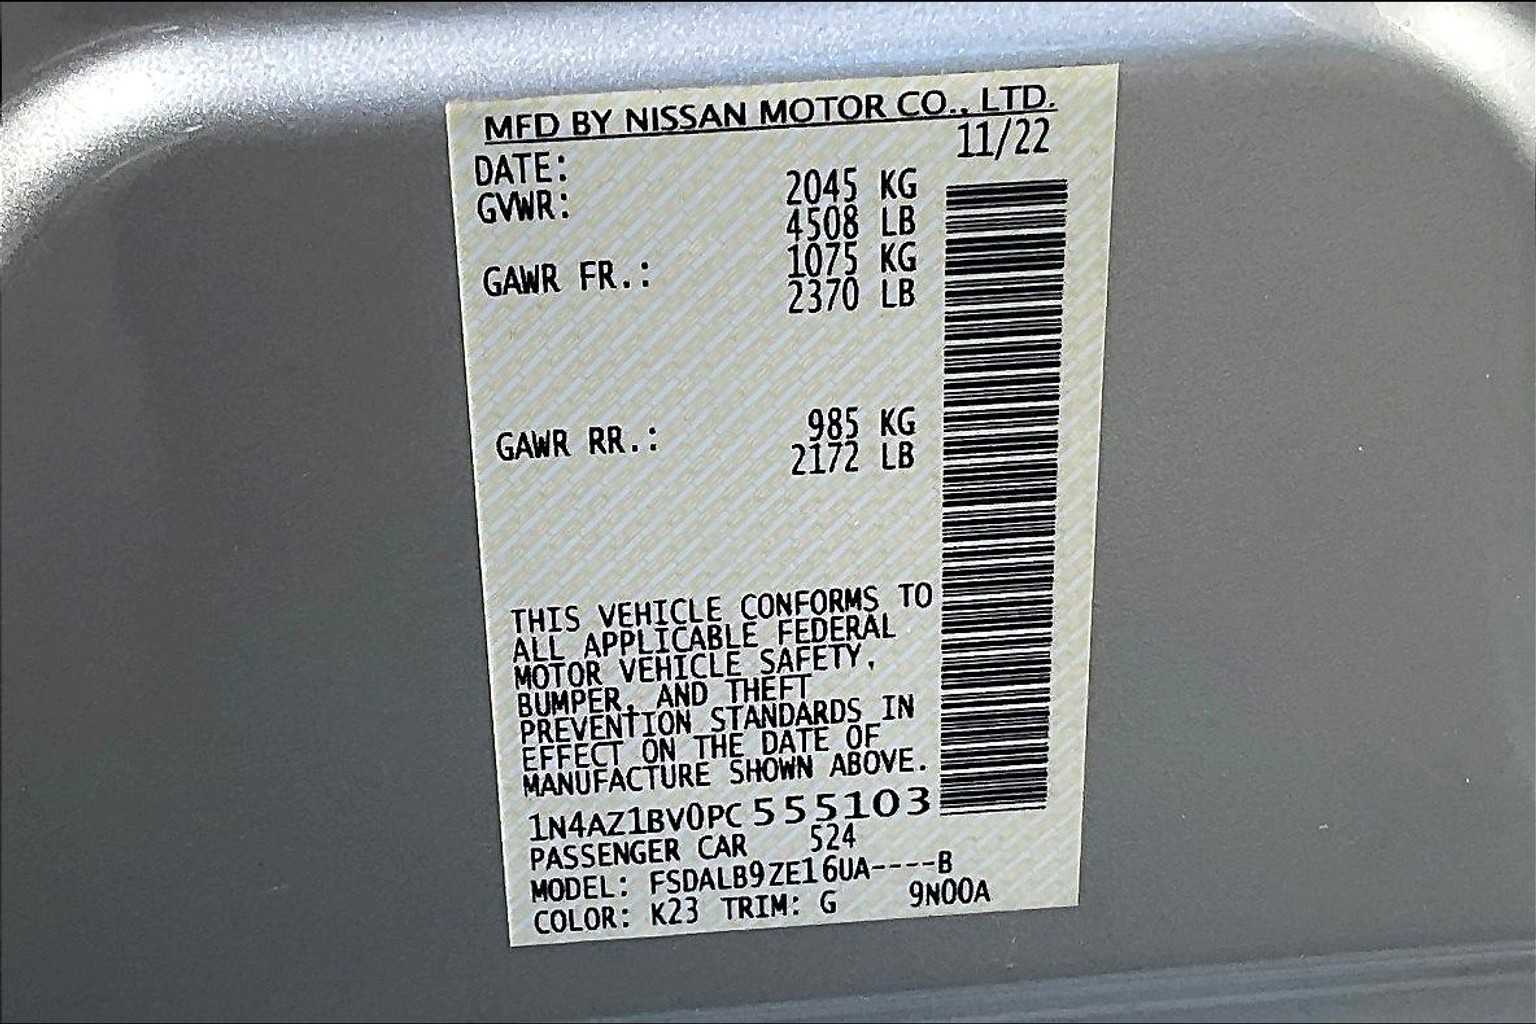 MFD BY NISSAN MOTOR CO., LTD.
DATE: 11/22
GVWR: 2045 KG
4508 LB
GAWR FR.: 1075 KG
2370 LB
GAWR RR.: 985 KG
2172 LB
THIS VEHICLE CONFORMS TO
ALL APPLICABLE FEDERAL
MOTOR VEHICLE SAFETY,
BUMPER, AND THEFT
PREVENTION STANDARDS IN
EFFECT ON THE DATE OF
MANUFACTURE SHOWN ABOVE.
1N4AZ1BV0PC555103
PASSENGER CAR 524
MODEL: FSDALB9ZE16UA----B
COLOR: K23 TRIM: G 9N00A